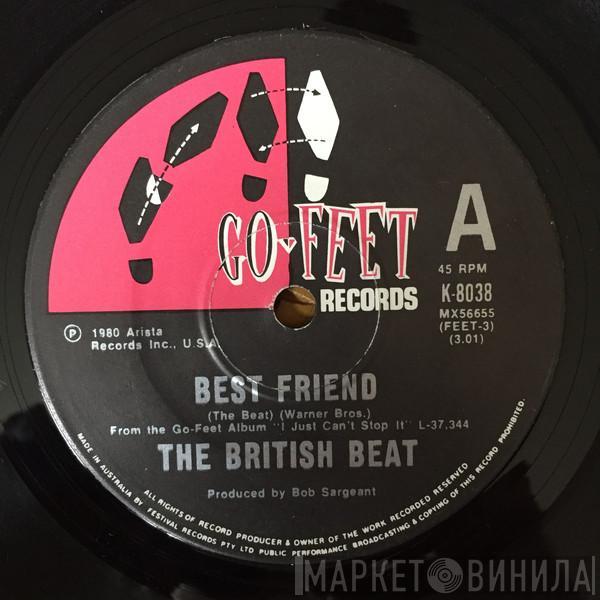 GO-FEET
RECORDS
A
45 RPM
K-8038
MX56655
(FEET-3)
(3.01)
Ⓟ 1980 Arista
Records Inc., U.S.A.
BEST FRIEND
(The Beat) (Warner Bros.)
From the Go-Feet Album "I Just Can't Stop It" L-37,344
THE BRITISH BEAT
Produced by Bob Sargeant
MADE IN AUSTRALIA BY FESTIVAL RECORDS PTY LTD PUBLIC PERFORMANCE BROADCASTING & COPYING OF THIS RECORD PROHIBITED.
ALL RIGHTS OF RECORD PRODUCER & OWNER OF THE WORK RECORDED RESERVED
МАРКЕТ ВИНИЛА